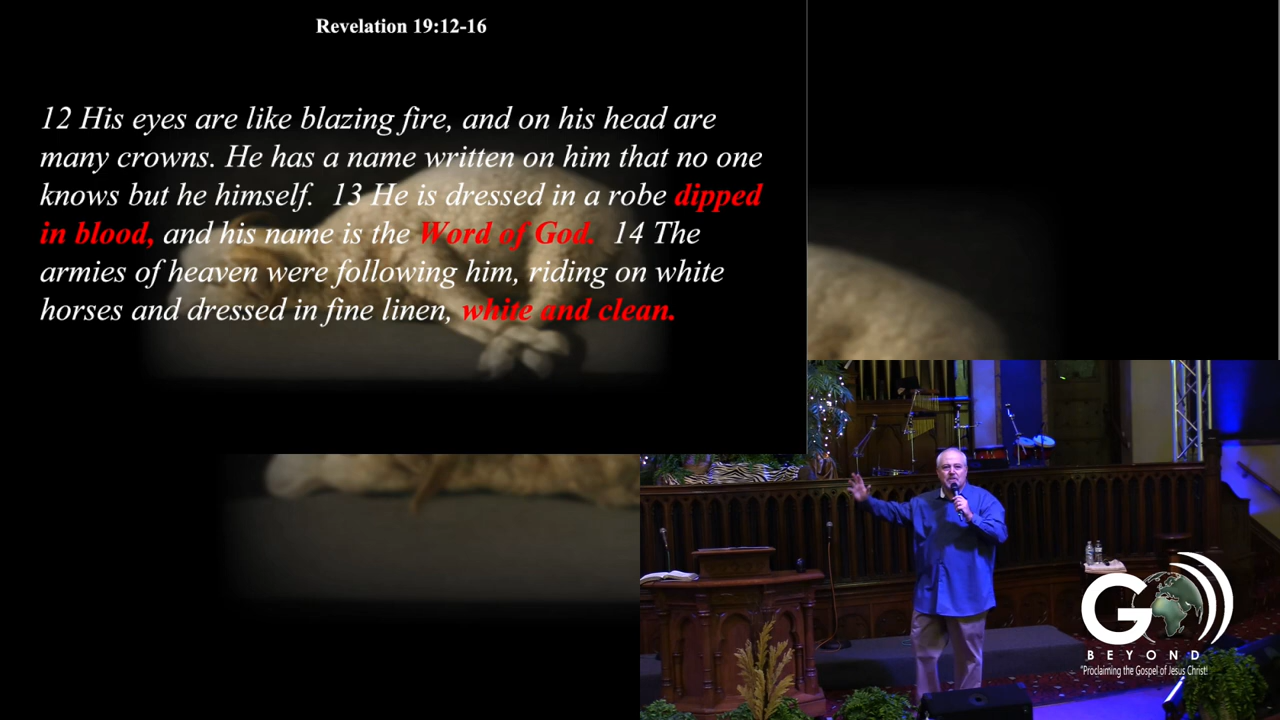 Revelation 19:12-16
12 His eyes are like blazing fire, and on his head are
many crowns. He has a name written on him that no one
knows but he himself.  13 He is dressed in a robe dipped
in blood, and his name is the Word of God.  14 The
armies of heaven were following him, riding on white
horses and dressed in fine linen, white and clean.
GO
BEYOND
"Proclaiming the Gospel of Jesus Christ!